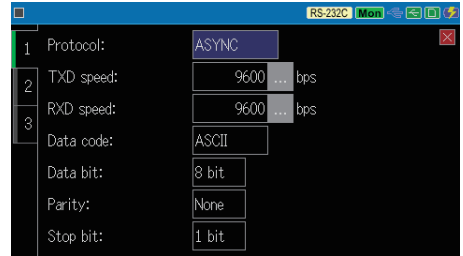 RS-232C Mon
1 Protocol: ASYNC
TXD speed: 9600 ... bps
2
RXD speed: 9600 ... bps
3
Data code: ASCII
Data bit: 8 bit
Parity: None
Stop bit: 1 bit